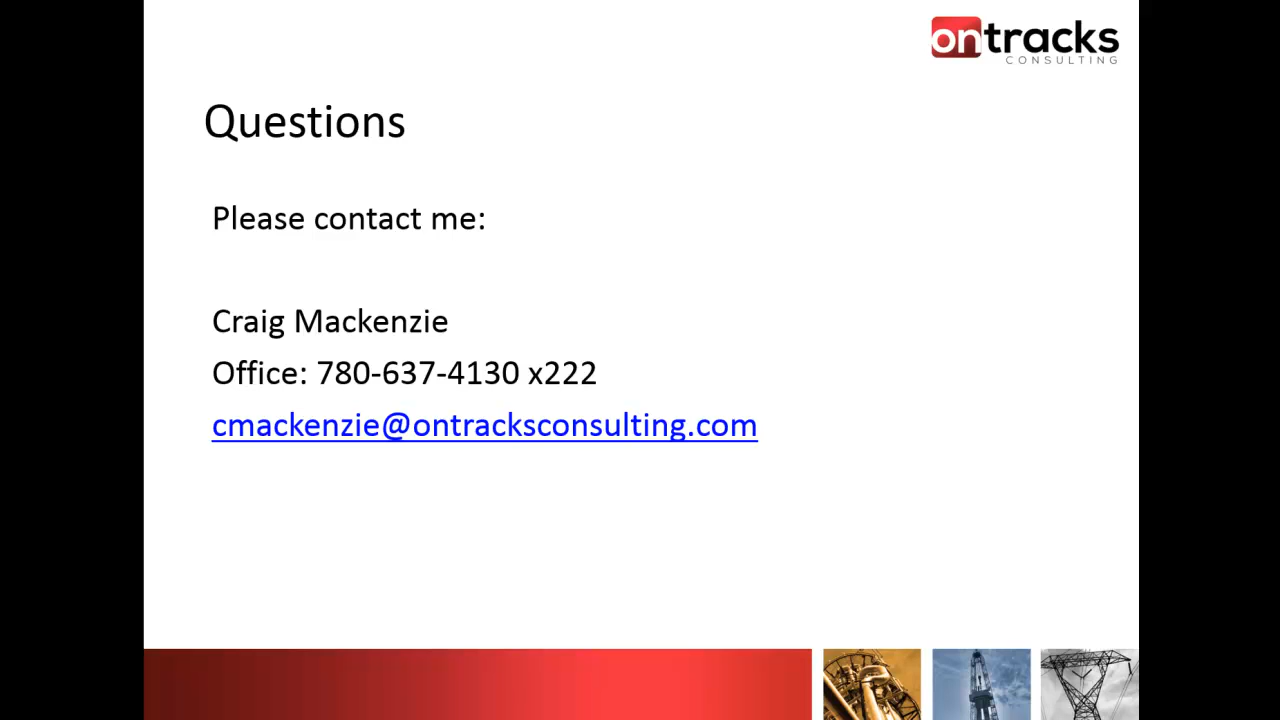 ontracks
CONSULTING
Questions
Please contact me:
Craig Mackenzie
Office: 780-637-4130 x222
cmackenzie@ontracksconsulting.com